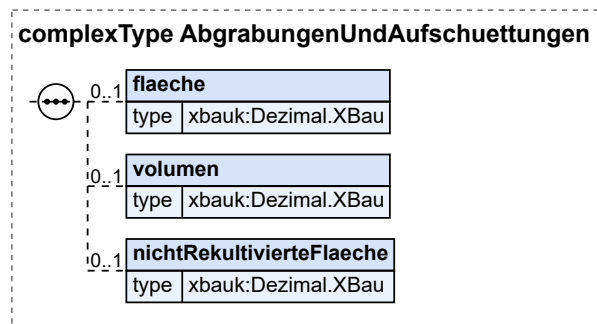 complexType AbgrabungenUndAufschuettungen
0..1 flaeche
type xbauk:Dezimal.XBau
0..1 volumen
type xbauk:Dezimal.XBau
0..1 nichtRekultivierteFlaeche
type xbauk:Dezimal.XBau